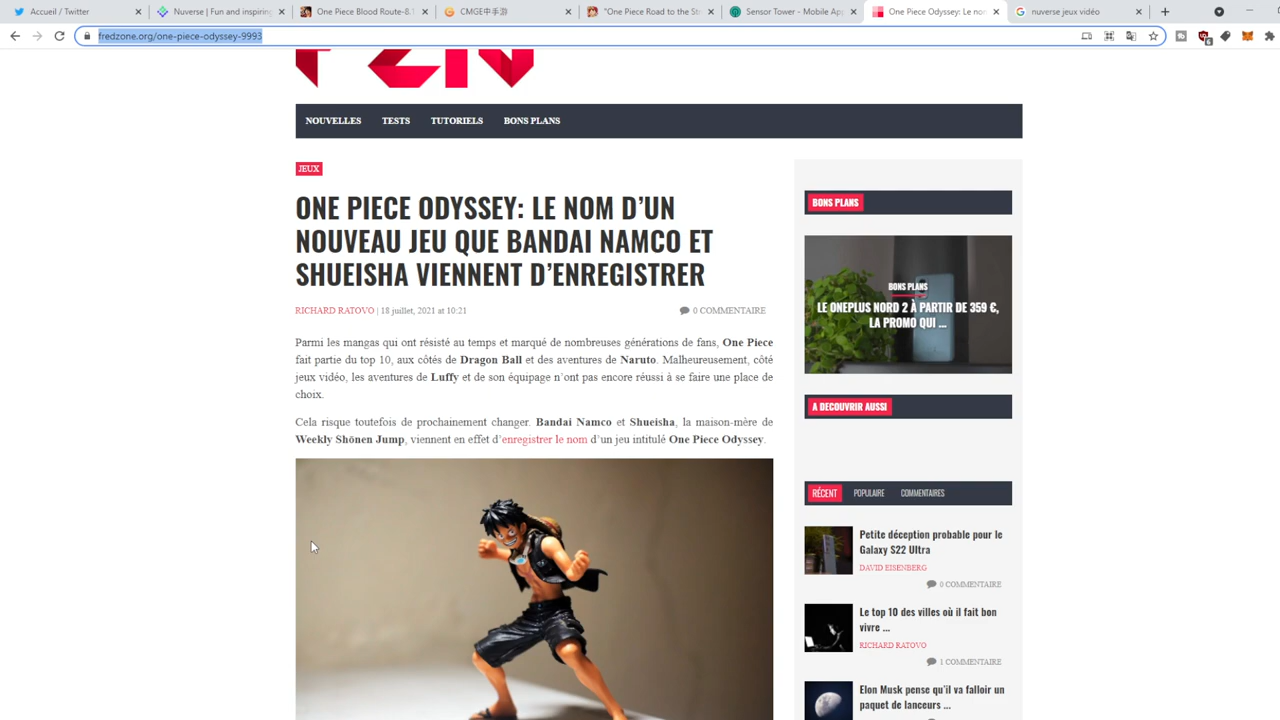 Accueil / Twitter
Nuverse | Fun and inspiring
One Piece Blood Route-8.1
CMGE中手游
"One Piece Road to the St
Sensor Tower - Mobile App
One Piece Odyssey: Le nom
nuverse jeux vidéo
fredzone.org/one-piece-odyssey-9993
NOUVELLES
TESTS
TUTORIELS
BONS PLANS
JEUX
ONE PIECE ODYSSEY: LE NOM D'UN
NOUVEAU JEU QUE BANDAI NAMCO ET
SHUEISHA VIENNENT D'ENREGISTRER
RICHARD RATOVO | 18 juillet, 2021 at 10:21
0 COMMENTAIRE
Parmi les mangas qui ont résisté au temps et marqué de nombreuses générations de fans, One Piece
fait partie du top 10, aux côtés de Dragon Ball et des aventures de Naruto. Malheureusement, côté
jeux vidéo, les aventures de Luffy et de son équipage n'ont pas encore réussi à se faire une place de
choix.
Cela risque toutefois de prochainement changer. Bandai Namco et Shueisha, la maison-mère de
Weekly Shōnen Jump, viennent en effet d'enregistrer le nom d'un jeu intitulé One Piece Odyssey.
BONS PLANS
BONS PLANS
LE ONEPLUS NORD 2 À PARTIR DE 359 €,
LA PROMO QUI ...
A DECOUVRIR AUSSI
RÉCENT
POPULAIRE
COMMENTAIRES
Petite déception probable pour le
Galaxy S22 Ultra
DAVID EISENBERG
0 COMMENTAIRE
Le top 10 des villes où il fait bon
vivre ...
RICHARD RATOVO
1 COMMENTAIRE
Elon Musk pense qu'il va falloir un
paquet de lanceurs ...